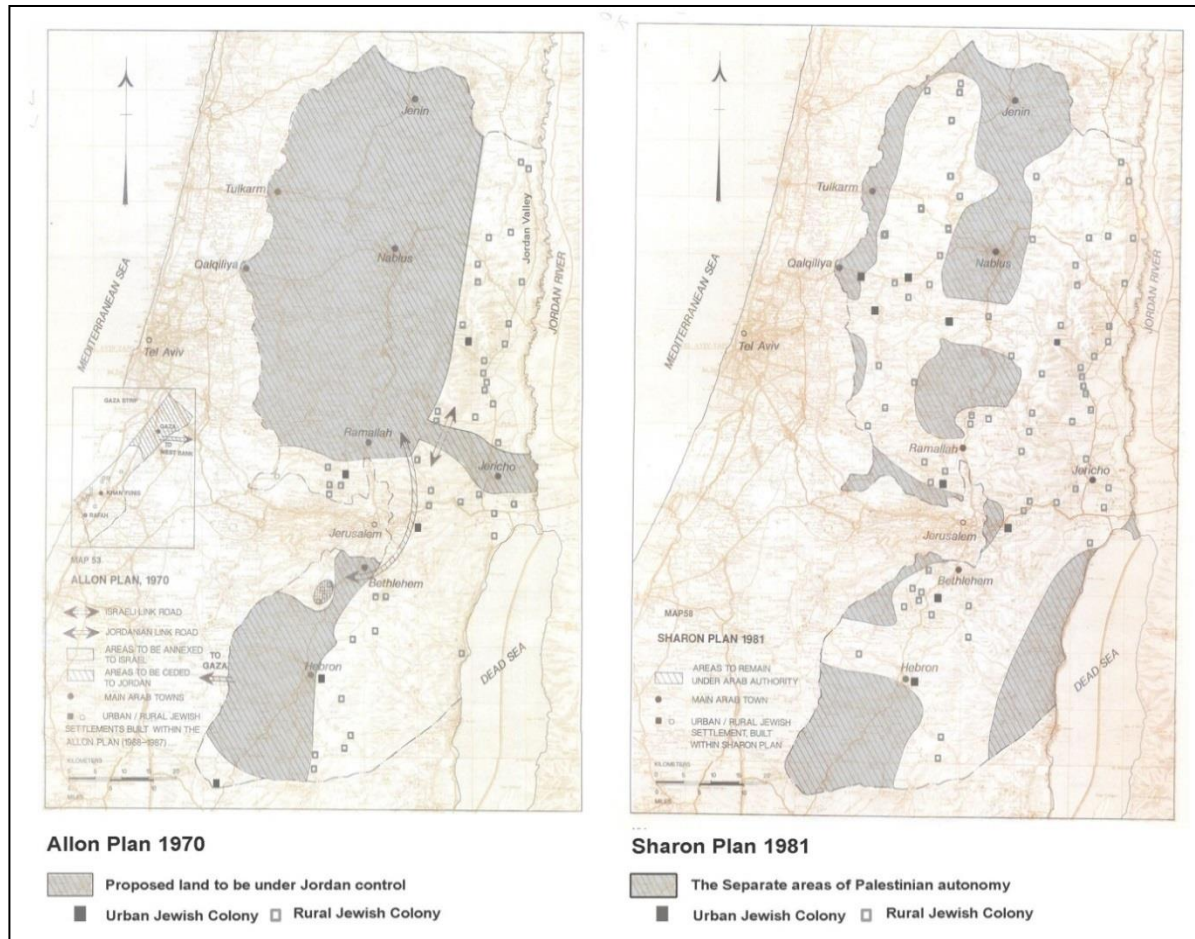 Jenin
Tulkarm
Nablus
Qalqiliya
Jordan Valley
JORDAN RIVER
MEDITERRANEAN SEA
Tel Aviv
GAZA STRIP
GAZA
TO
WEST BANK
KHAN YUNIS
RAFAH
Ramallah
Jericho
Jerusalem
Bethlehem
Hebron
DEAD SEA
TO
GAZA
MAP 53
ALLON PLAN, 1970
ISRAELI LINK ROAD
JORDANIAN LINK ROAD
AREAS TO BE ANNEXED
TO ISRAEL
AREAS TO BE CEDED
TO JORDAN
MAIN ARAB TOWNS
URBAN / RURAL JEWISH
SETTLEMENTS BUILT WITHIN THE
ALLON PLAN (1968-1987)
KILOMETERS
MILES
Allon Plan 1970
Proposed land to be under Jordan control
Urban Jewish Colony
Rural Jewish Colony
Jenin
Tulkarm
Nablus
Qalqiliya
JORDAN RIVER
MEDITERRANEAN SEA
Tel Aviv
Ramallah
Jericho
Jerusalem
Bethlehem
Hebron
DEAD SEA
MAP58
SHARON PLAN 1981
AREAS TO REMAIN
UNDER ARAB AUTHORITY
MAIN ARAB TOWN
URBAN / RURAL JEWISH
SETTLEMENT, BUILT
WITHIN SHARON PLAN
KILOMETERS
MILES
Sharon Plan 1981
The Separate areas of Palestinian autonomy
Urban Jewish Colony
Rural Jewish Colony